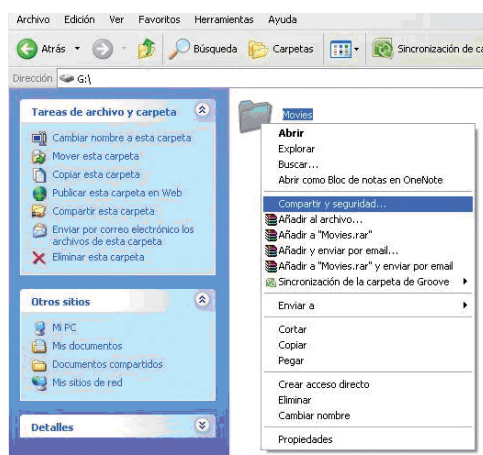 Archivo Edición Ver Favoritos Herramientas Ayuda
Atrás Búsqueda Carpetas Sincronización de ca
Dirección G:\
Tareas de archivo y carpeta
Cambiar nombre a esta carpeta
Mover esta carpeta
Copiar esta carpeta
Publicar esta carpeta en Web
Compartir esta carpeta
Enviar por correo electrónico los
archivos de esta carpeta
Eliminar esta carpeta
Otros sitios
Mi PC
Mis documentos
Documentos compartidos
Mis sitios de red
Detalles
Movies
Abrir
Explorar
Buscar...
Abrir como Bloc de notas en OneNote
Compartir y seguridad...
Añadir al archivo...
Añadir a "Movies.rar"
Añadir y enviar por email...
Añadir a "Movies.rar" y enviar por email
Sincronización de la carpeta de Groove
Enviar a
Cortar
Copiar
Pegar
Crear acceso directo
Eliminar
Cambiar nombre
Propiedades